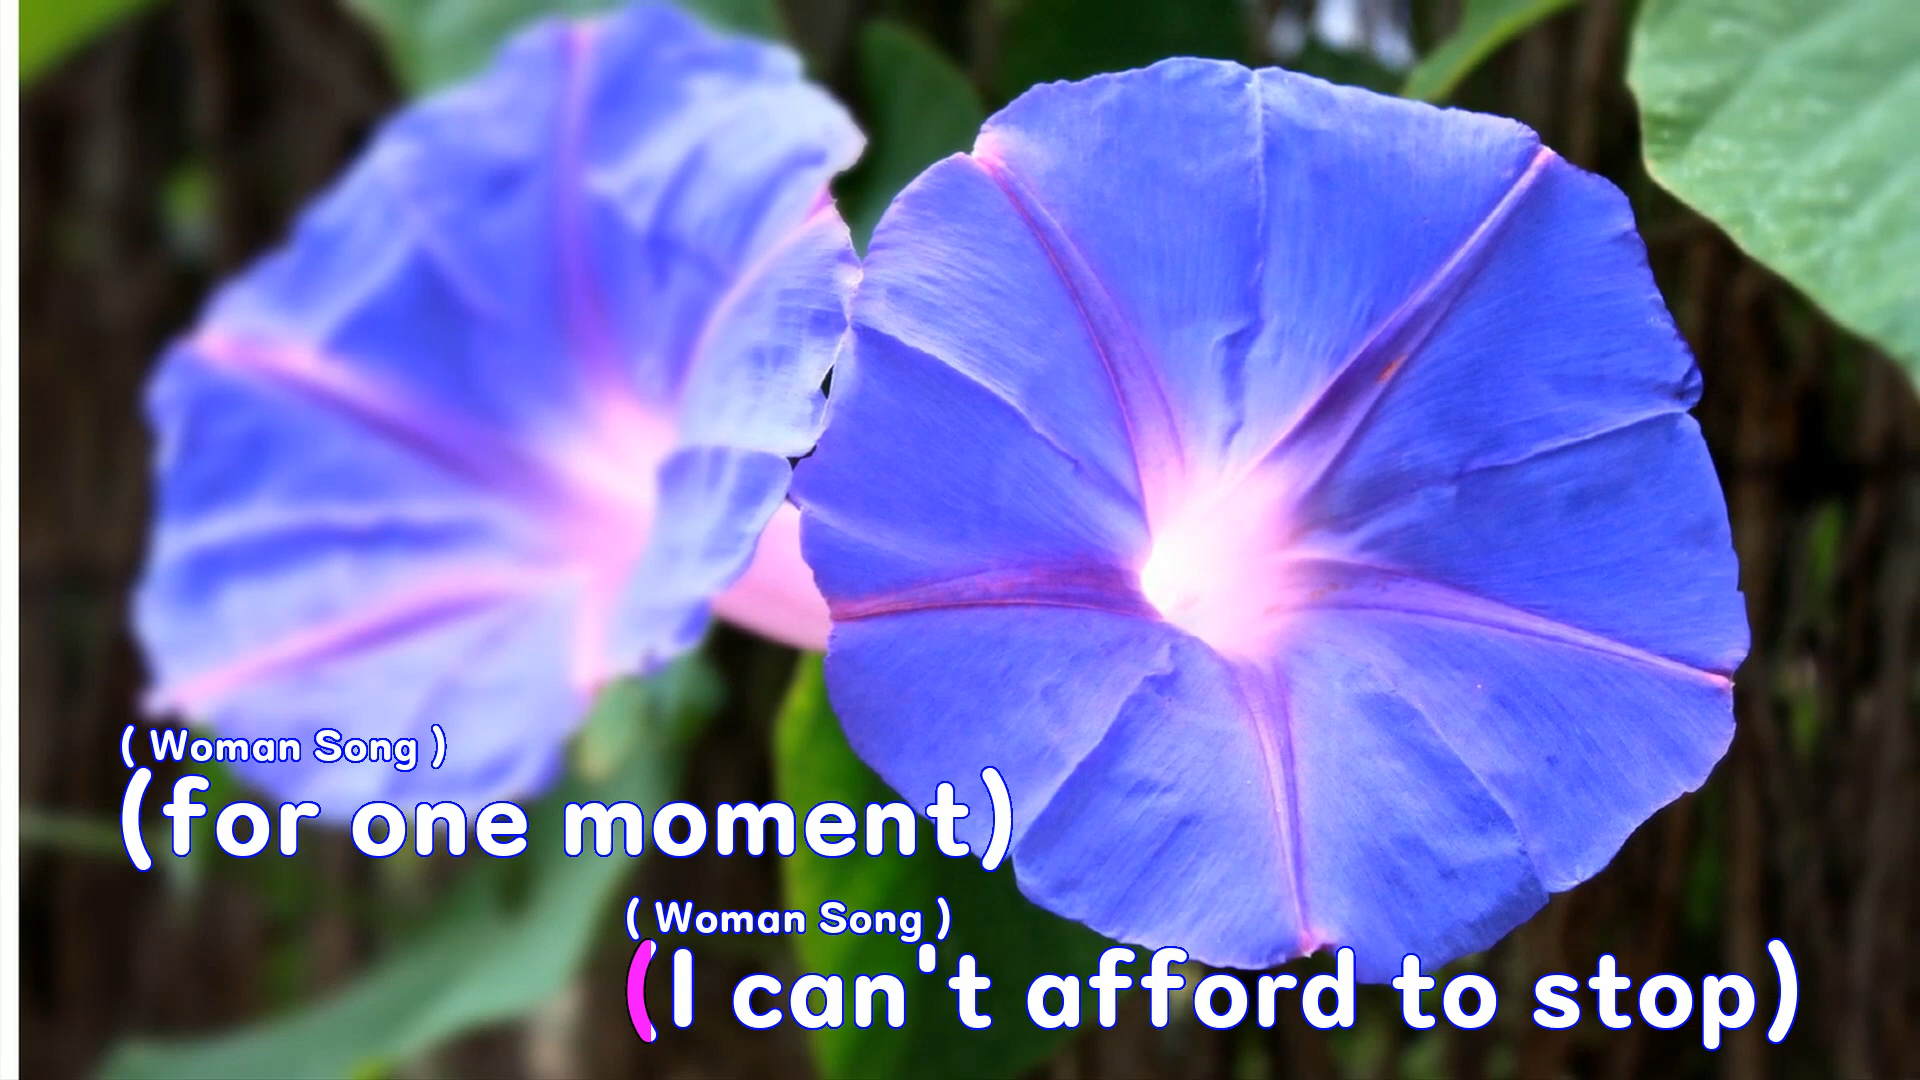 ( Woman Song )
(for one moment)
( Woman Song )
(I can't afford to stop)